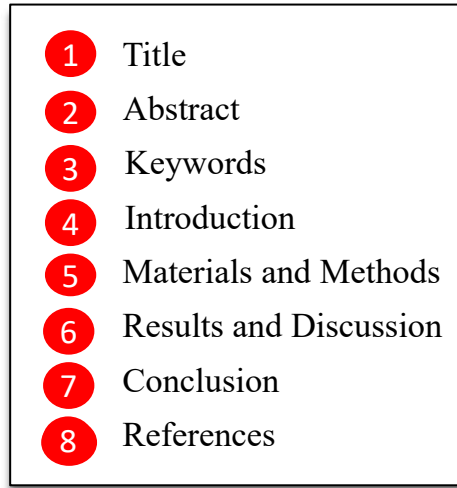 1 Title
2 Abstract
3 Keywords
4 Introduction
5 Materials and Methods
6 Results and Discussion
7 Conclusion
8 References